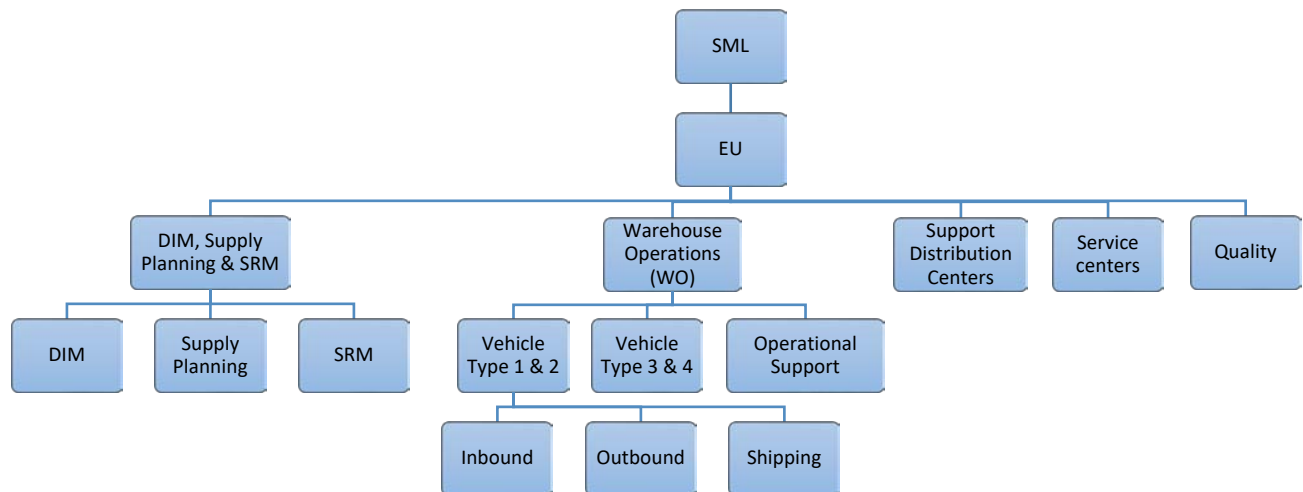 SML
EU
DIM, Supply
Planning & SRM
Warehouse
Operations
(WO)
Support
Distribution
Centers
Service
centers
Quality
DIM
Supply
Planning
SRM
Vehicle
Type 1 & 2
Vehicle
Type 3 & 4
Operational
Support
Inbound
Outbound
Shipping